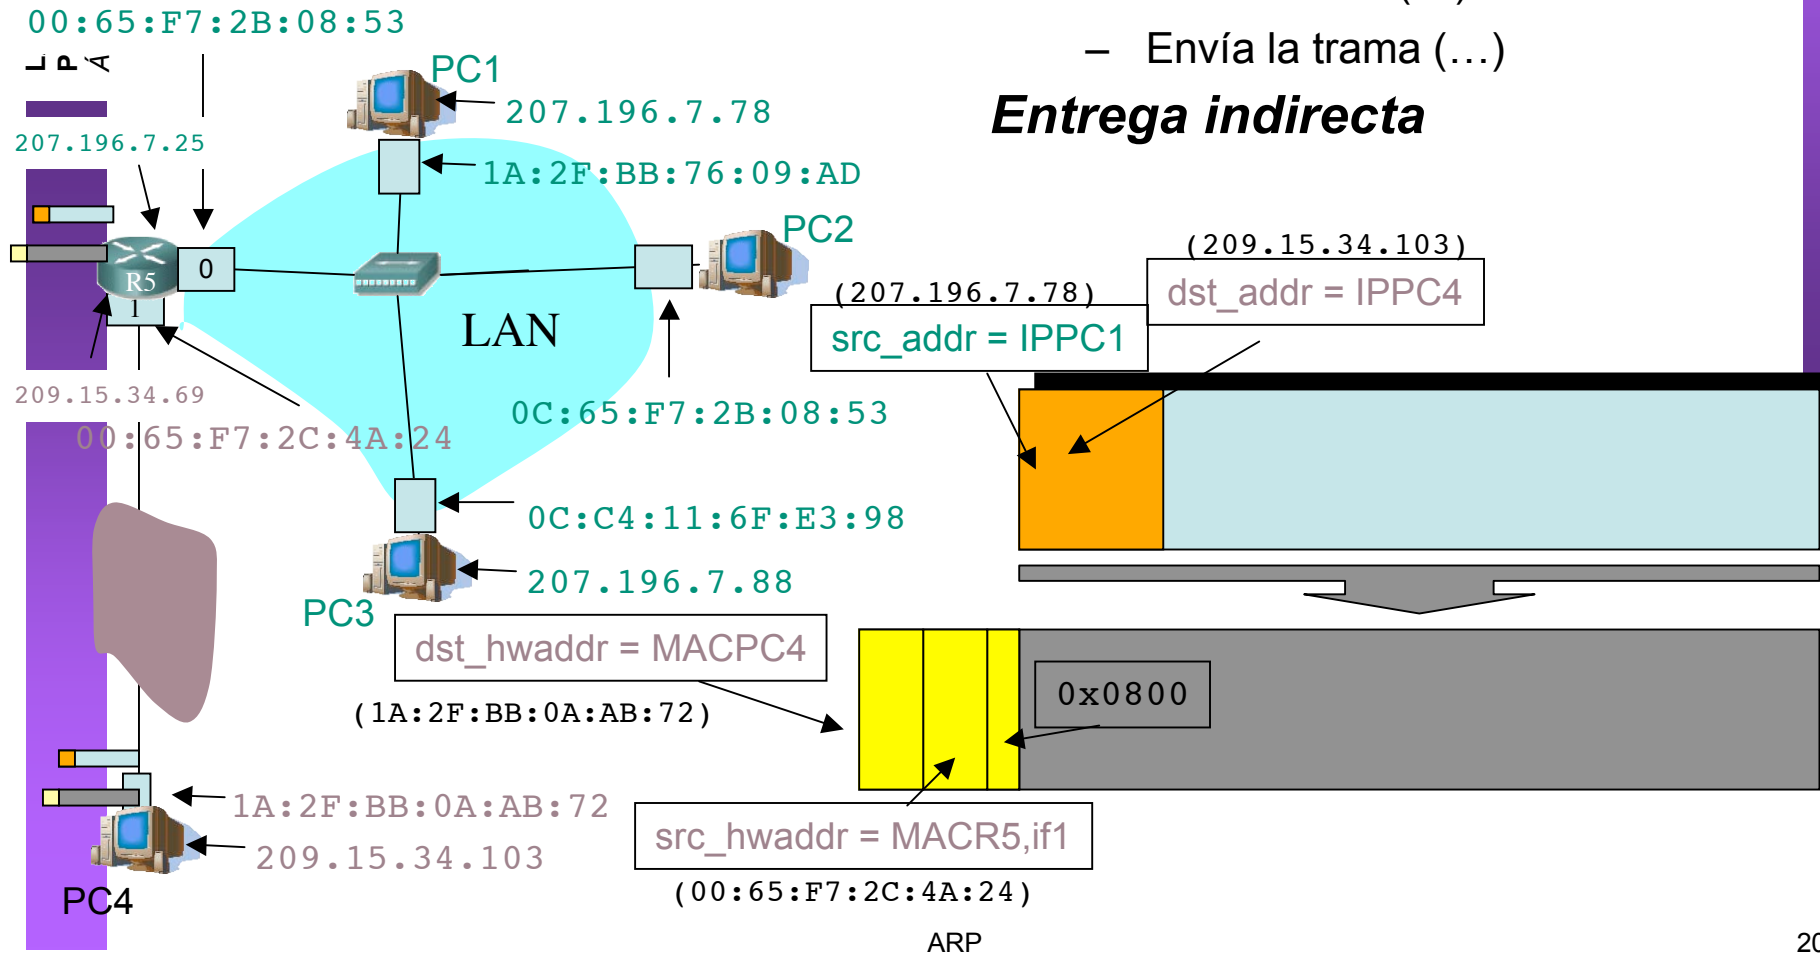 00:65:F7:2B:08:53
– Envía la trama (…)
PC1
207.196.7.78
Entrega indirecta
207.196.7.25
1A:2F:BB:76:09:AD
PC2
(209.15.34.103)
dst_addr = IPPC4
0
R5
1
(207.196.7.78)
src_addr = IPPC1
LAN
209.15.34.69
0C:65:F7:2B:08:53
00:65:F7:2C:4A:24
0C:C4:11:6F:E3:98
207.196.7.88
PC3
dst_hwaddr = MACPC4
0x0800
(1A:2F:BB:0A:AB:72)
1A:2F:BB:0A:AB:72
src_hwaddr = MACR5,if1
209.15.34.103
PC4
(00:65:F7:2C:4A:24)
ARP